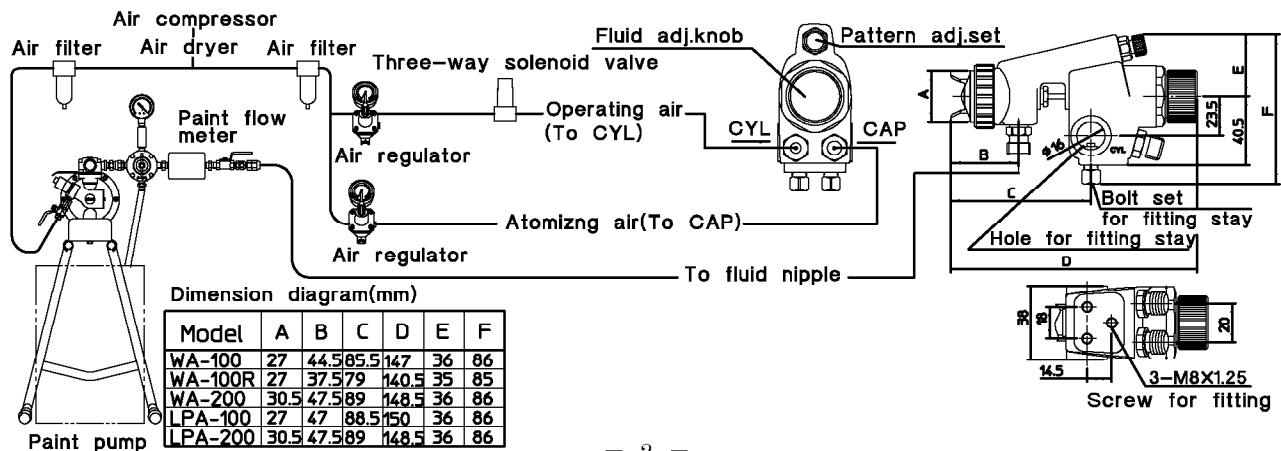 Air compressor
Air filter
Air dryer
Air filter
Three-way solenoid valve
Fluid adj.knob
Pattern adj.set
Paint flow
meter
Operating air
(To CYL)
CYL
CAP
Air regulator
Atomizng air(To CAP)
Air regulator
To fluid nipple
Paint pump
A
B
C
D
E
F
23.5
40.5
φ16
CYL
Bolt set
for fitting stay
Hole for fitting stay
38
18
14.5
20
3-M8X1.25
Screw for fitting
Dimension diagram(mm)
Model A B C D E F
WA-100 27 44.5 85.5 147 36 86
WA-100R 27 37.5 79 140.5 35 85
WA-200 30.5 47.5 89 148.5 36 86
LPA-100 27 47 88.5 150 36 86
LPA-200 30.5 47.5 89 148.5 36 86